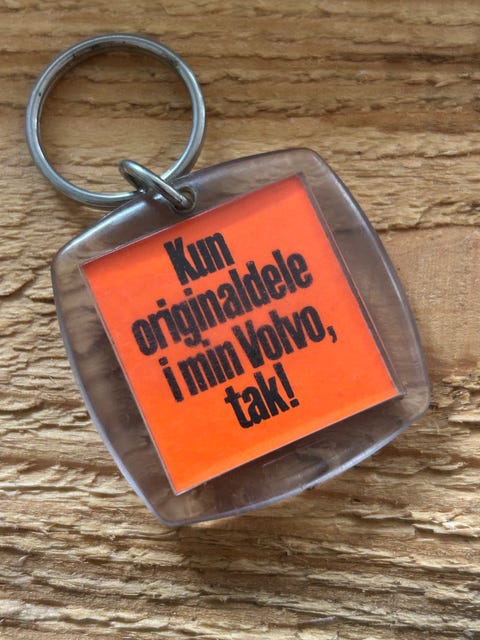 Kun
originaldele
i min Volvo,
tak!